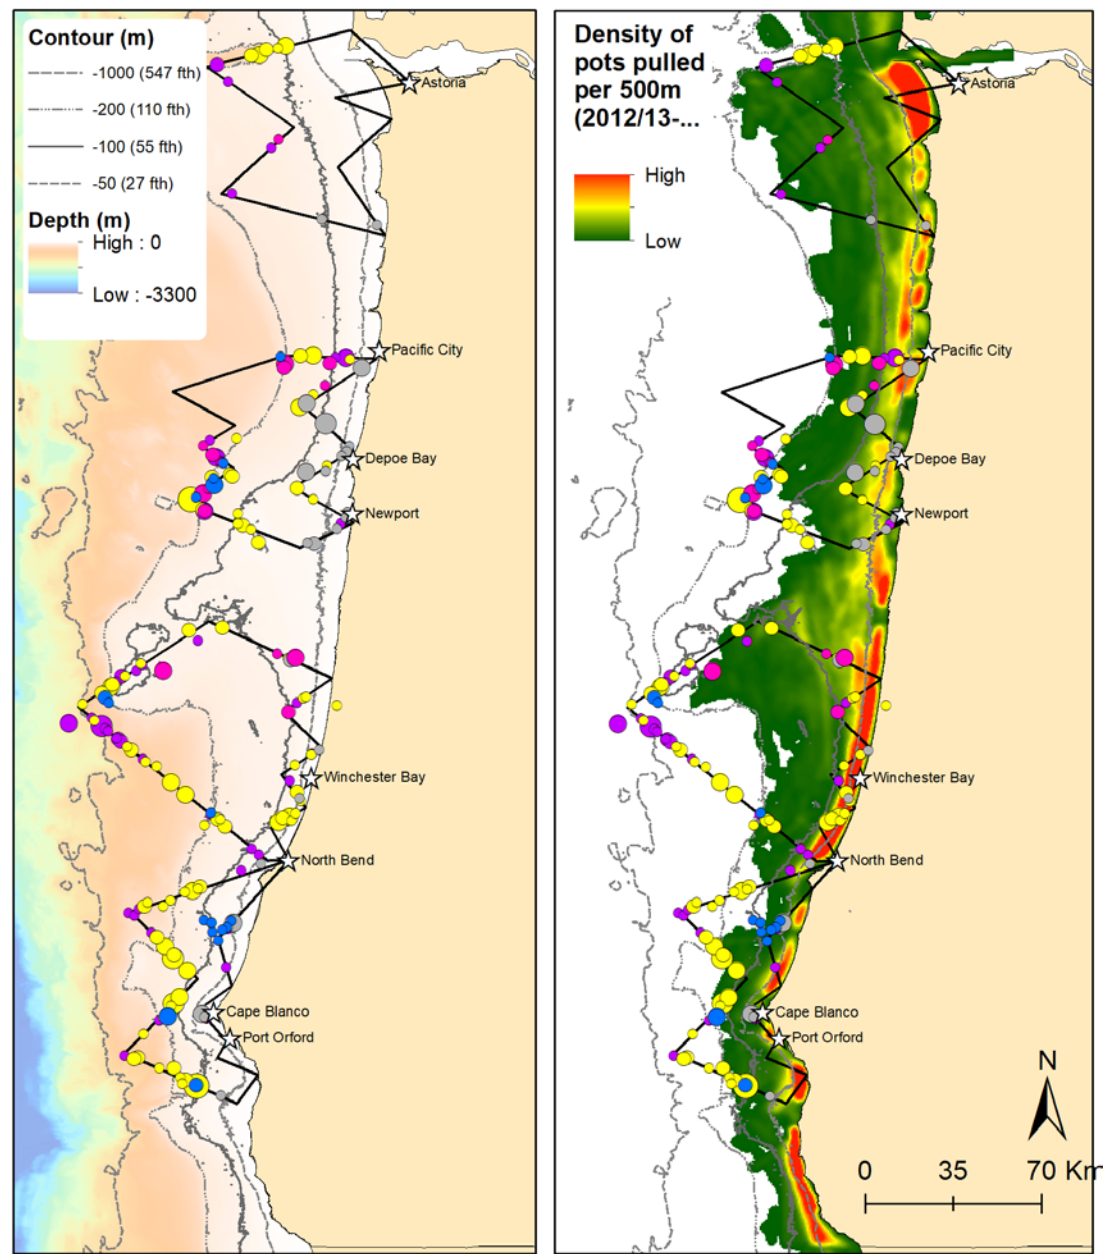 Contour (m)
-1000 (547 fth)
-200 (110 fth)
-100 (55 fth)
-50 (27 fth)
Depth (m)
High : 0
Low : -3300
Astoria
Pacific City
Depoe Bay
Newport
Winchester Bay
North Bend
Cape Blanco
Port Orford
Density of
pots pulled
per 500m
(2012/13-...
High
Low
Astoria
Pacific City
Depoe Bay
Newport
Winchester Bay
North Bend
Cape Blanco
Port Orford
N
0 35 70 Km